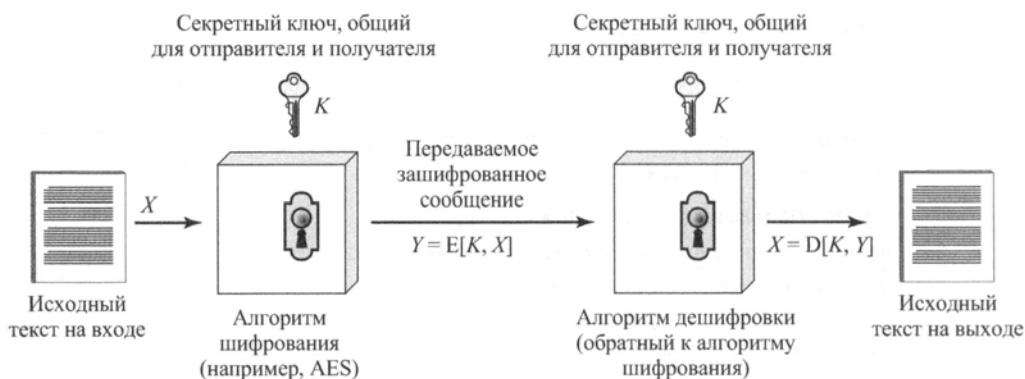 Секретный ключ, общий
для отправителя и получателя
K
Секретный ключ, общий
для отправителя и получателя
K
X
Передаваемое
зашифрованное
сообщение
Y = E[K, X]
X = D[K, Y]
Исходный
текст на входе
Алгоритм
шифрования
(например, AES)
Алгоритм дешифровки
(обратный к алгоритму
шифрования)
Исходный
текст на выходе